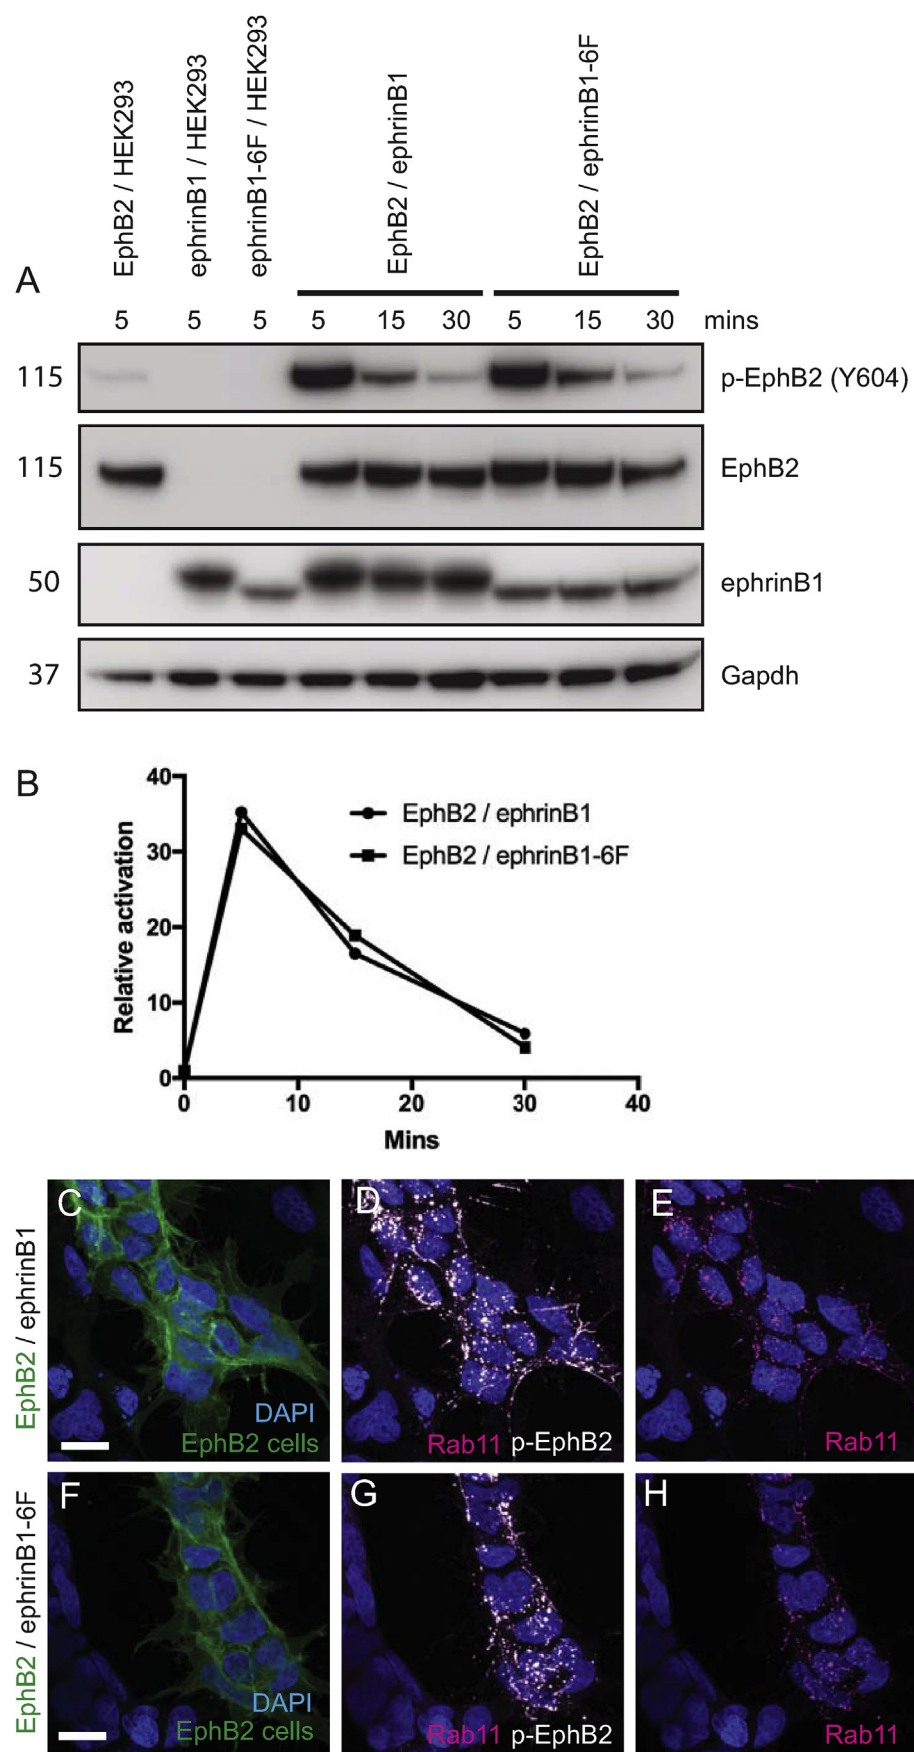 EphB2 / HEK293
ephrinB1 / HEK293
ephrinB1-6F / HEK293
EphB2 / ephrinB1
EphB2 / ephrinB1-6F
A
5 5 5 5 15 30 5 15 30 mins
115 p-EphB2 (Y604)
115 EphB2
50 ephrinB1
37 Gapdh
B
40
30
20
10
0
Relative activation
EphB2 / ephrinB1
EphB2 / ephrinB1-6F
0 10 20 30 40
Mins
EphB2 / ephrinB1
C
DAPI
EphB2 cells
D
Rab11 p-EphB2
E
Rab11
EphB2 / ephrinB1-6F
F
DAPI
EphB2 cells
G
Rab11 p-EphB2
H
Rab11